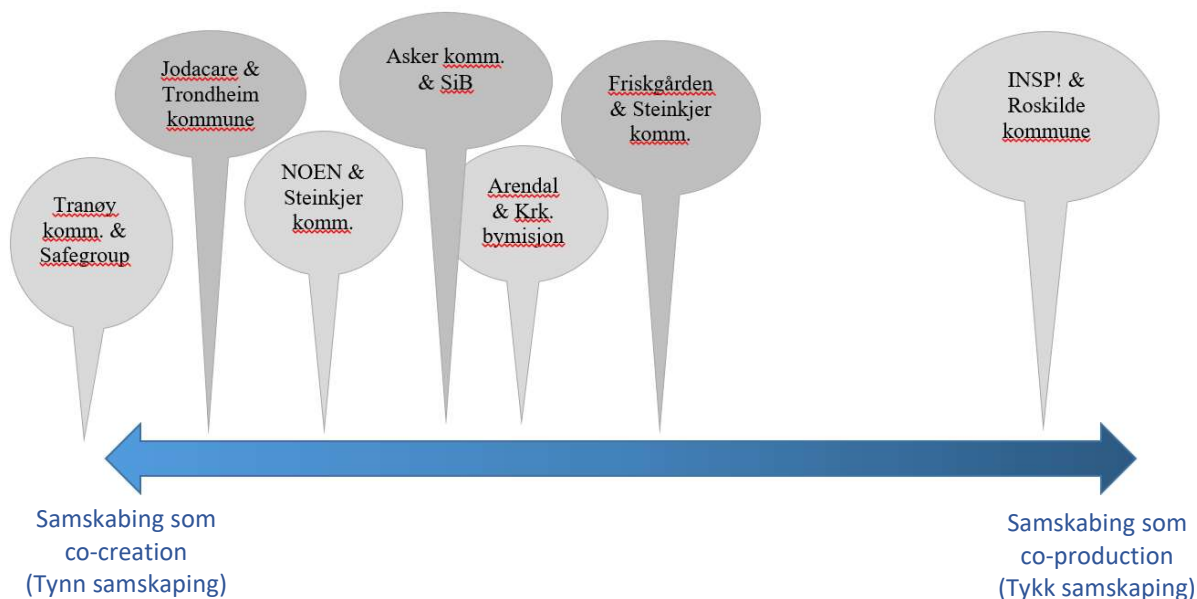 Tranøy
komm. &
Safegroup
Jodacare &
Trondheim
kommune
NOEN &
Steinkjer
komm.
Asker komm.
& SiB
Arendal
& Krk.
bymisjon
Friskgården
& Steinkjer
komm.
INSP! &
Roskilde
kommune
Samskabing som
co-creation
(Tynn samskaping)
Samskabing som
co-production
(Tykk samskaping)